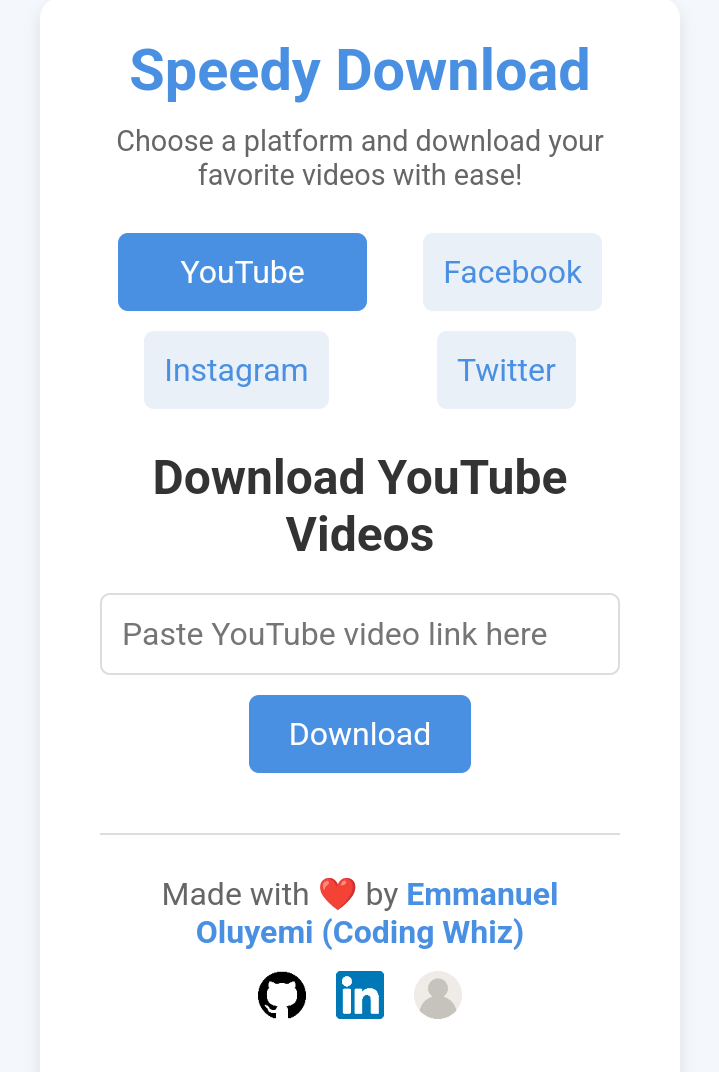 Speedy Download
Choose a platform and download your
favorite videos with ease!
YouTube
Facebook
Instagram
Twitter
Download YouTube
Videos
Paste YouTube video link here
Download
Made with ❤️ by Emmanuel
Oluyemi (Coding Whiz)
in